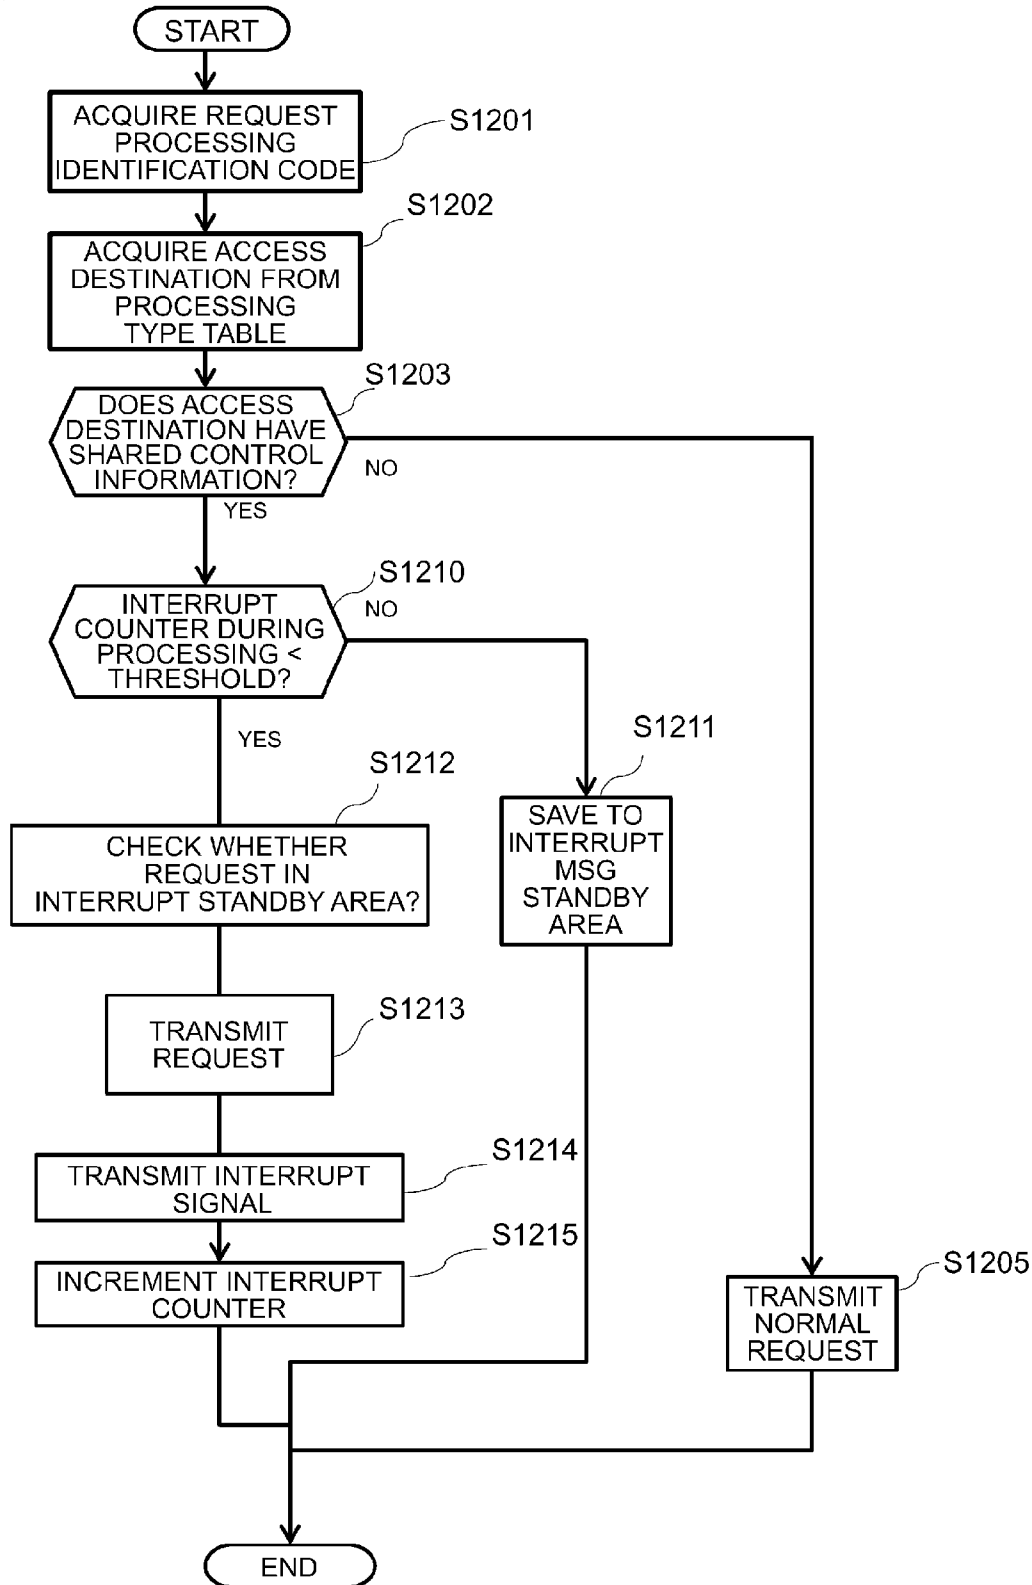 START
ACQUIRE REQUEST
PROCESSING
IDENTIFICATION CODE
S1201
S1202
ACQUIRE ACCESS
DESTINATION FROM
PROCESSING
TYPE TABLE
S1203
DOES ACCESS
DESTINATION HAVE
SHARED CONTROL
INFORMATION?
NO
YES
S1210
INTERRUPT
COUNTER DURING
PROCESSING <
THRESHOLD?
NO
YES
S1211
SAVE TO
INTERRUPT
MSG
STANDBY
AREA
S1212
CHECK WHETHER
REQUEST IN
INTERRUPT STANDBY AREA?
S1213
TRANSMIT
REQUEST
S1214
TRANSMIT INTERRUPT
SIGNAL
S1215
INCREMENT INTERRUPT
COUNTER
S1205
TRANSMIT
NORMAL
REQUEST
END